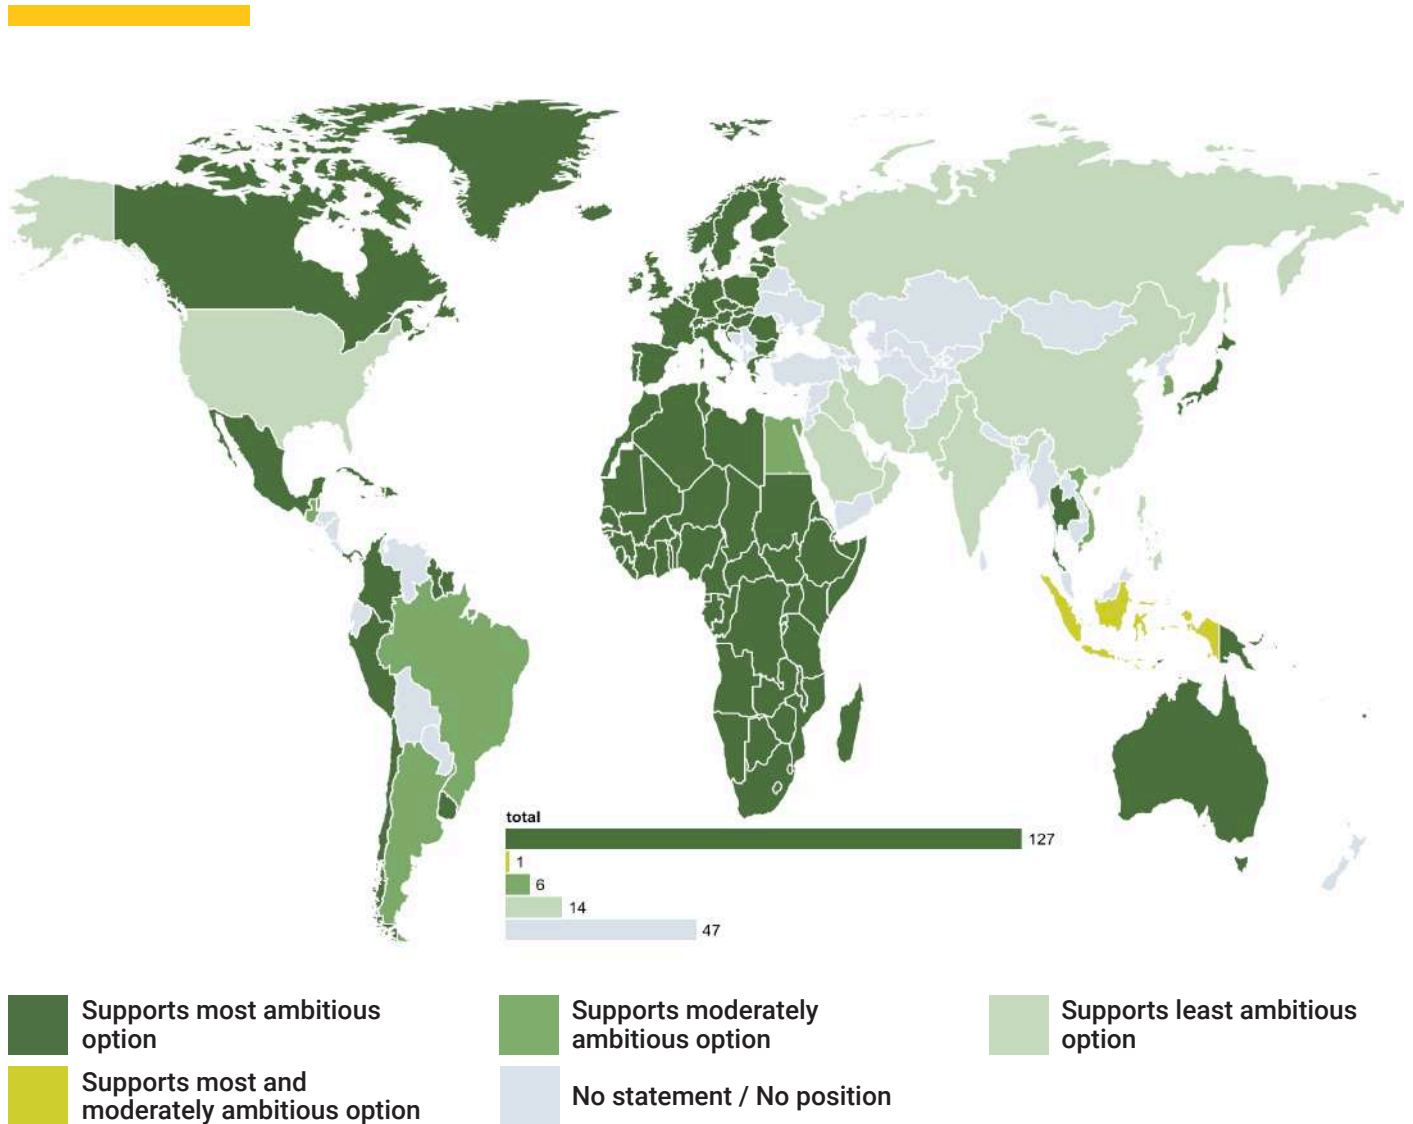 total
127
1
6
14
47
Supports most ambitious
option
Supports moderately
ambitious option
Supports least ambitious
option
Supports most and
moderately ambitious option
No statement / No position